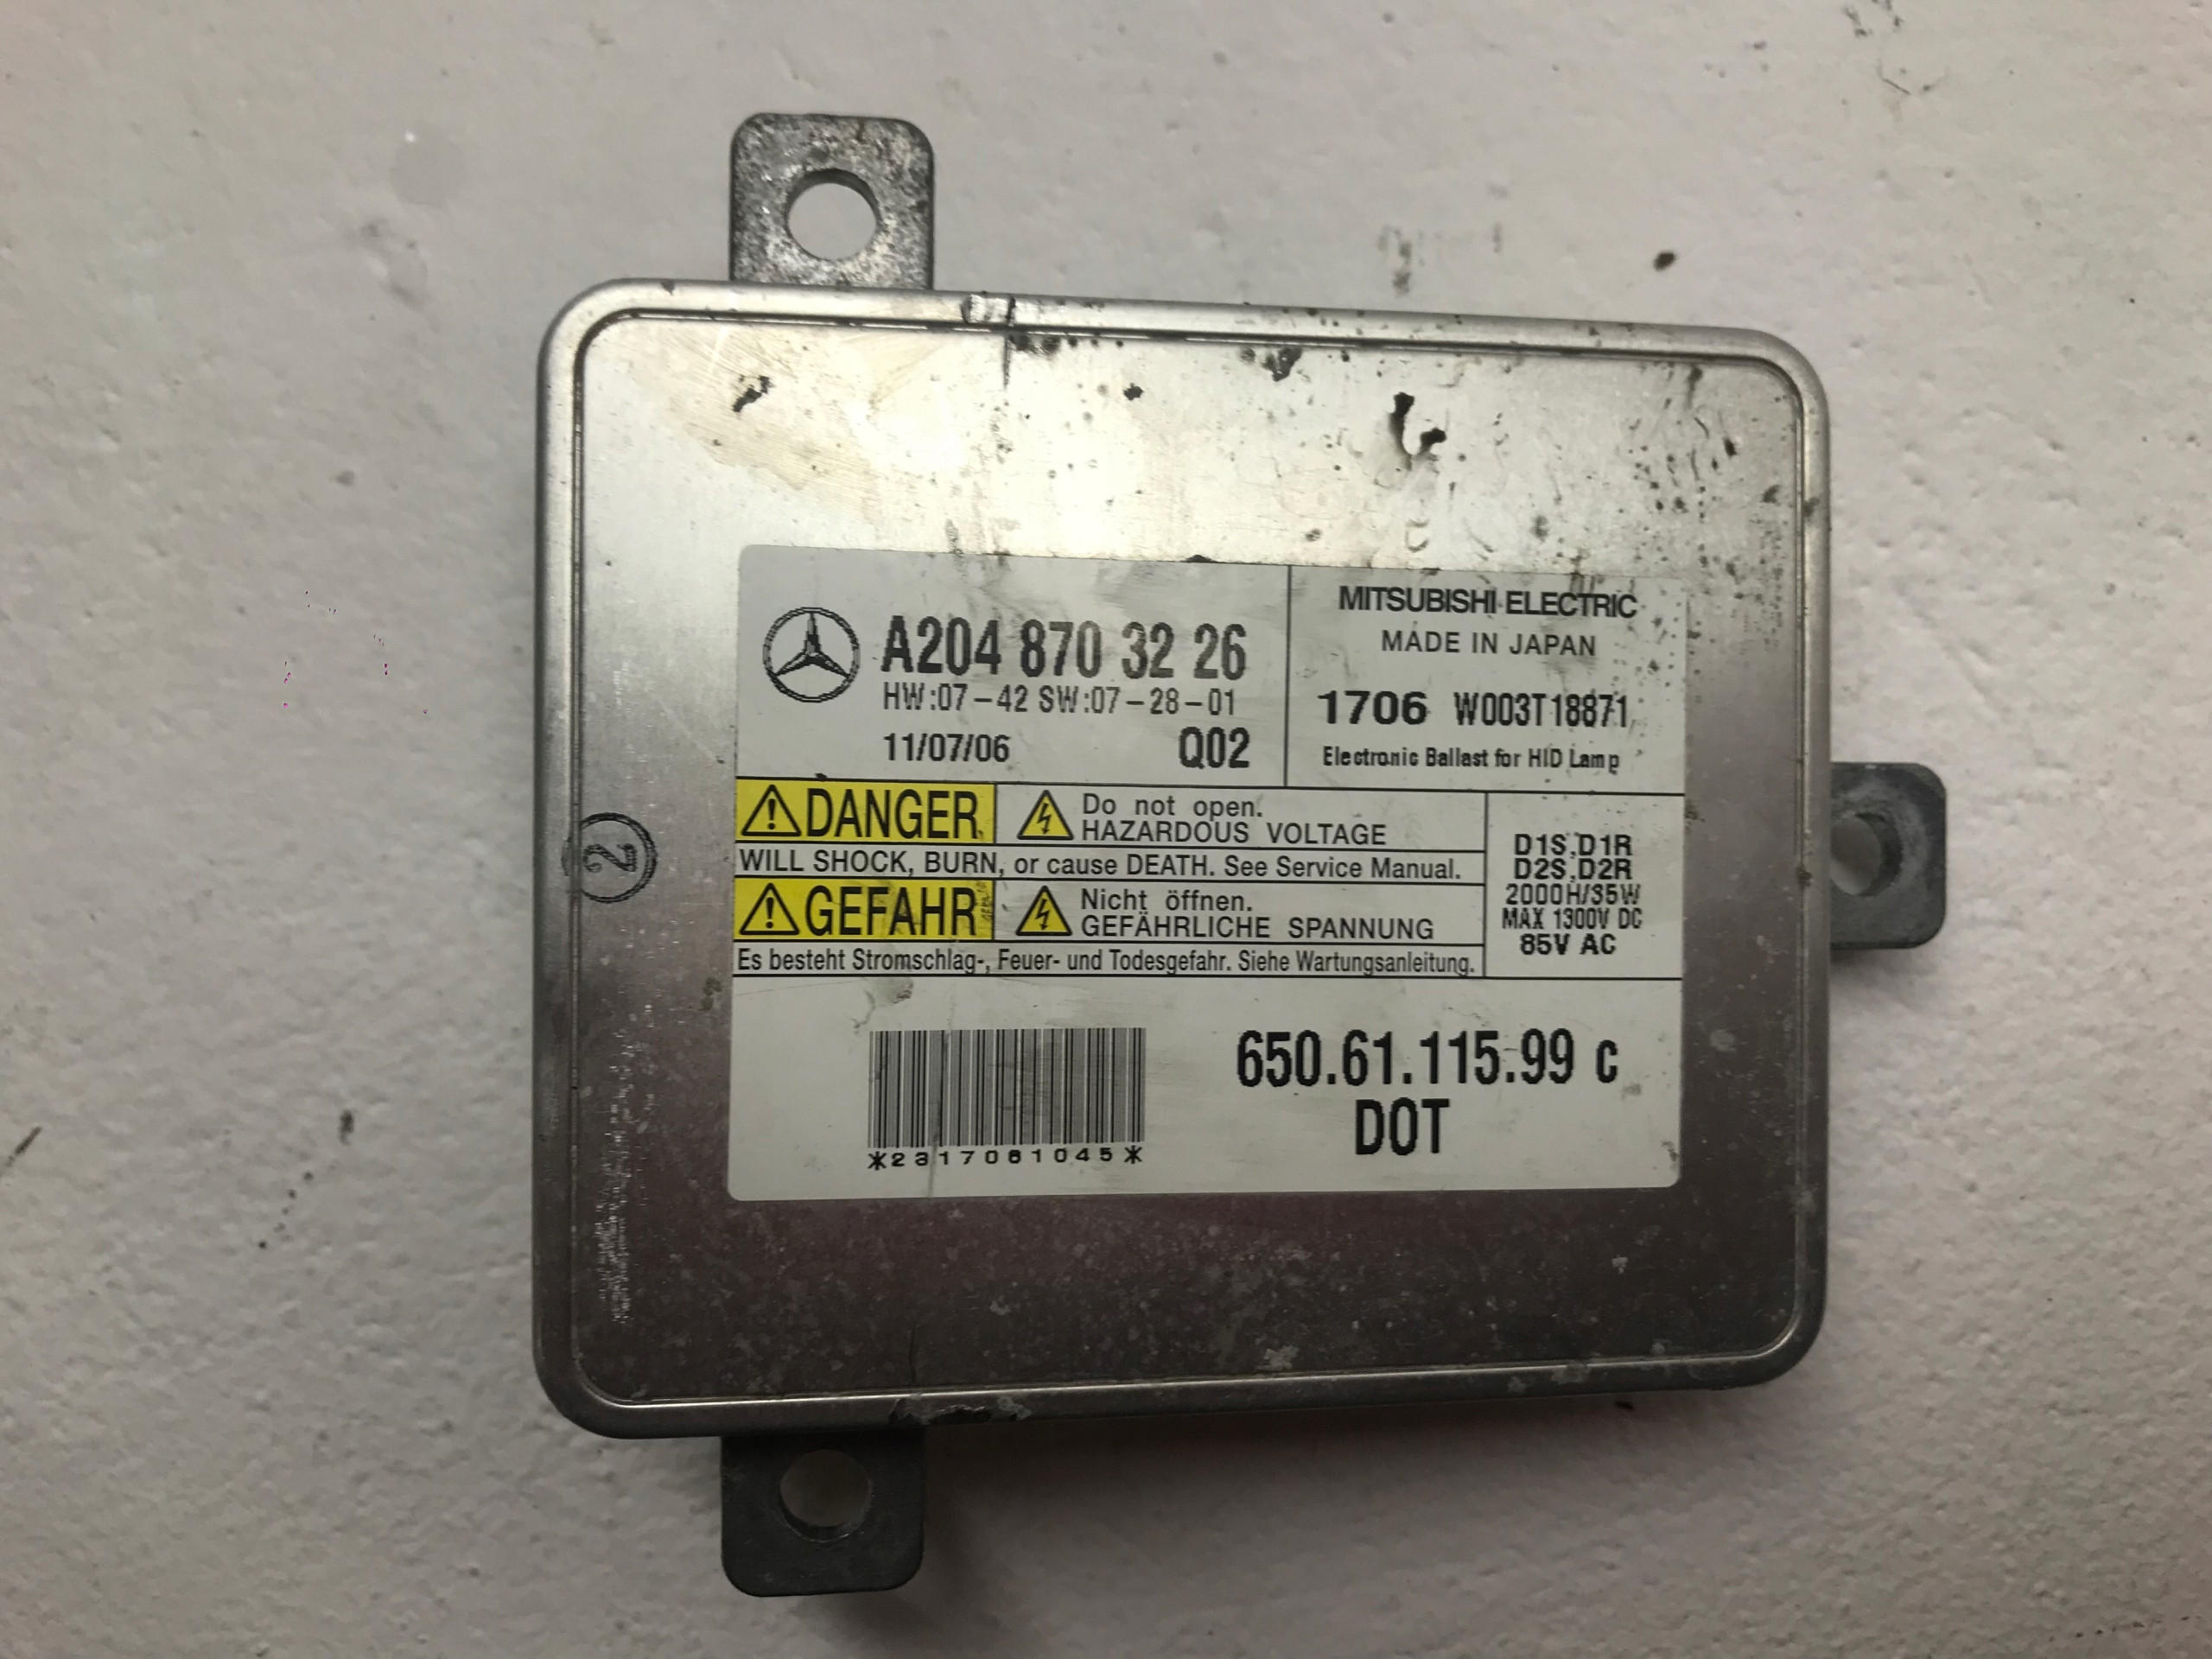 A204 870 32 26
HW:07-42 SW:07-28-01
11/07/06 Q02
MITSUBISHI ELECTRIC
MADE IN JAPAN
1706 W003T18871
Electronic Ballast for HID Lamp
DANGER
Do not open.
HAZARDOUS VOLTAGE
WILL SHOCK, BURN, or cause DEATH. See Service Manual.
GEFAHR
Nicht öffnen.
GEFÄHRLICHE SPANNUNG
Es besteht Stromschlag-, Feuer- und Todesgefahr. Siehe Wartungsanleitung.
D1S,D1R
D2S,D2R
2000H/35W
MAX 1300V DC
85V AC
2
*2317061045*
650.61.115.99 c
DOT